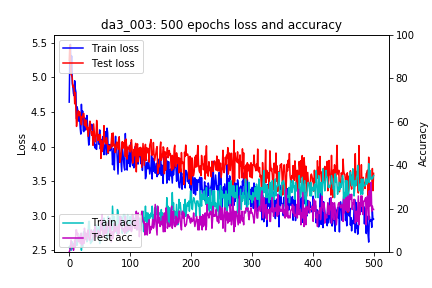 da3_003: 500 epochs loss and accuracy
Train loss
Test loss
Train acc
Test acc
Loss
5.5
5.0
4.5
4.0
3.5
3.0
2.5
Accuracy
100
80
60
40
20
0
0
100
200
300
400
500